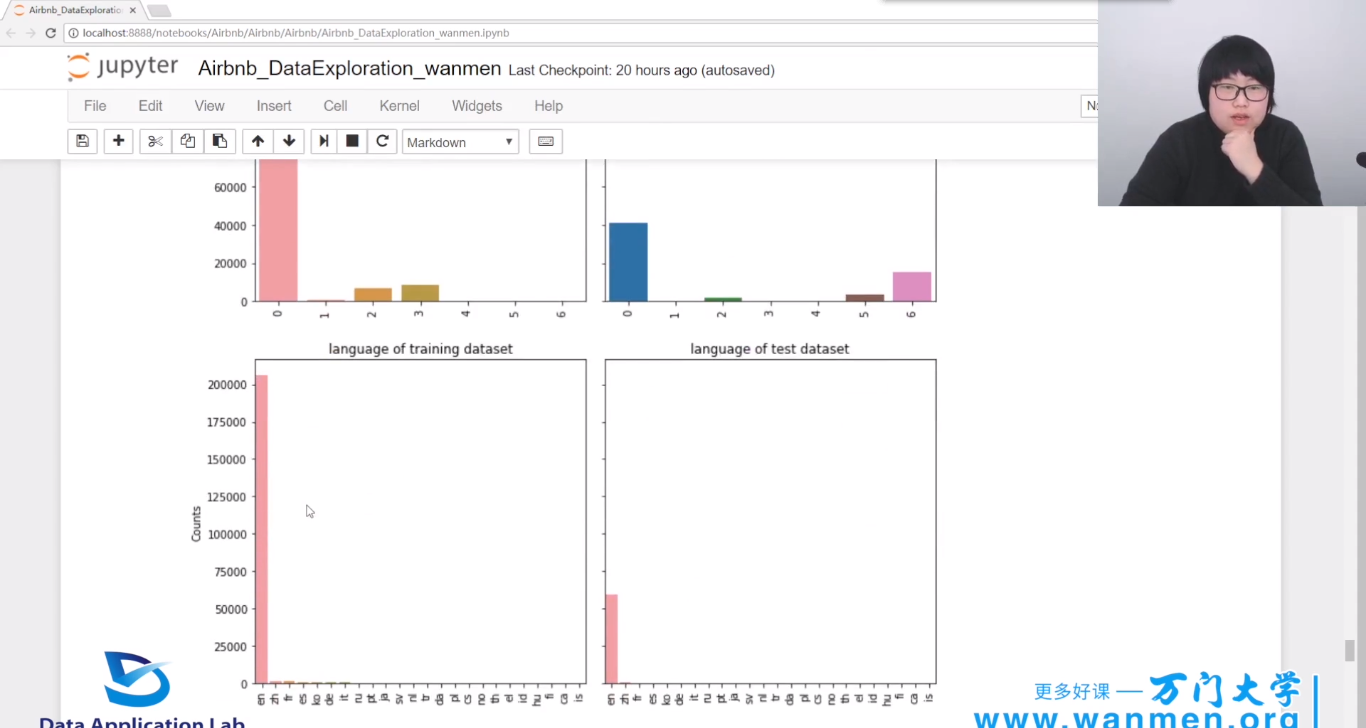 Airbnb_DataExploratio
localhost:8888/notebooks/Airbnb/Airbnb/Airbnb/Airbnb_DataExploration_wanmen.ipynb
jupyter Airbnb_DataExploration_wanmen Last Checkpoint: 20 hours ago (autosaved)
File Edit View Insert Cell Kernel Widgets Help
Markdown
60000
40000
20000
0
0 1 2 3 4 5 6
0 1 2 3 4 5 6
language of training dataset
language of test dataset
200000
175000
150000
125000
100000
75000
50000
25000
0
Counts
en zh fr es ko de it ru pt ja sv nl tr da pl cs no th el id hu fi ca is
en zh fr es ko de it ru pt ja sv nl tr da pl cs no th el id hu fi ca is
Data Application Lab
更多好课 — 万门大学
www.wanmen.org